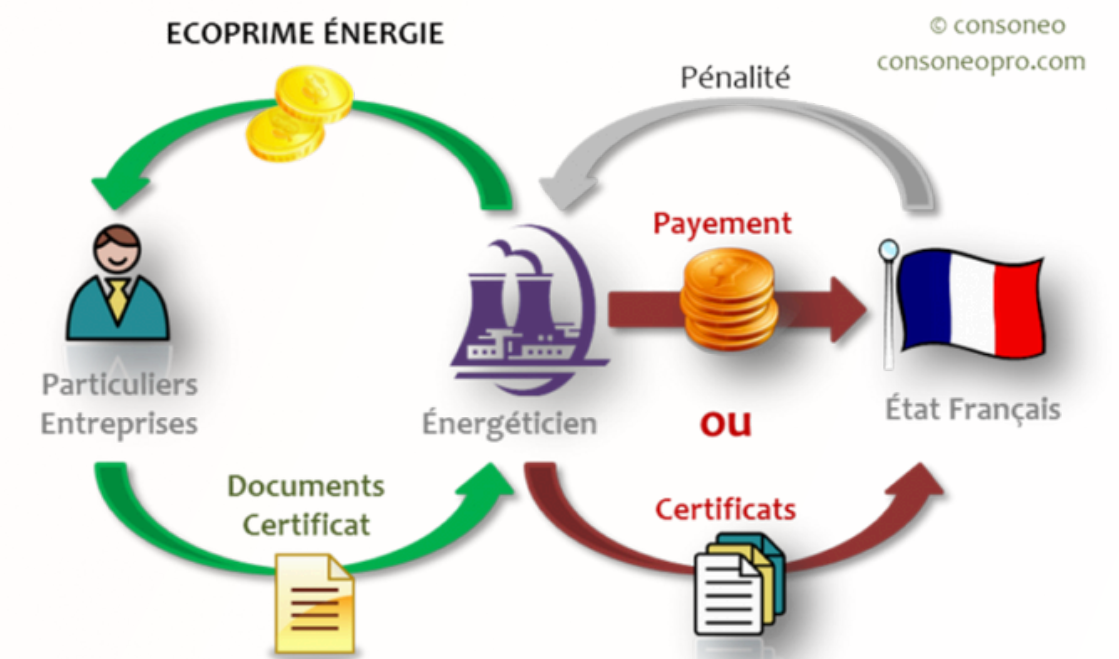 ECOPRIME ÉNERGIE
© consoneo
consoneopro.com
Pénalité
Payement
Particuliers
Entreprises
Énergéticien
ou
État Français
Documents
Certificat
Certificats